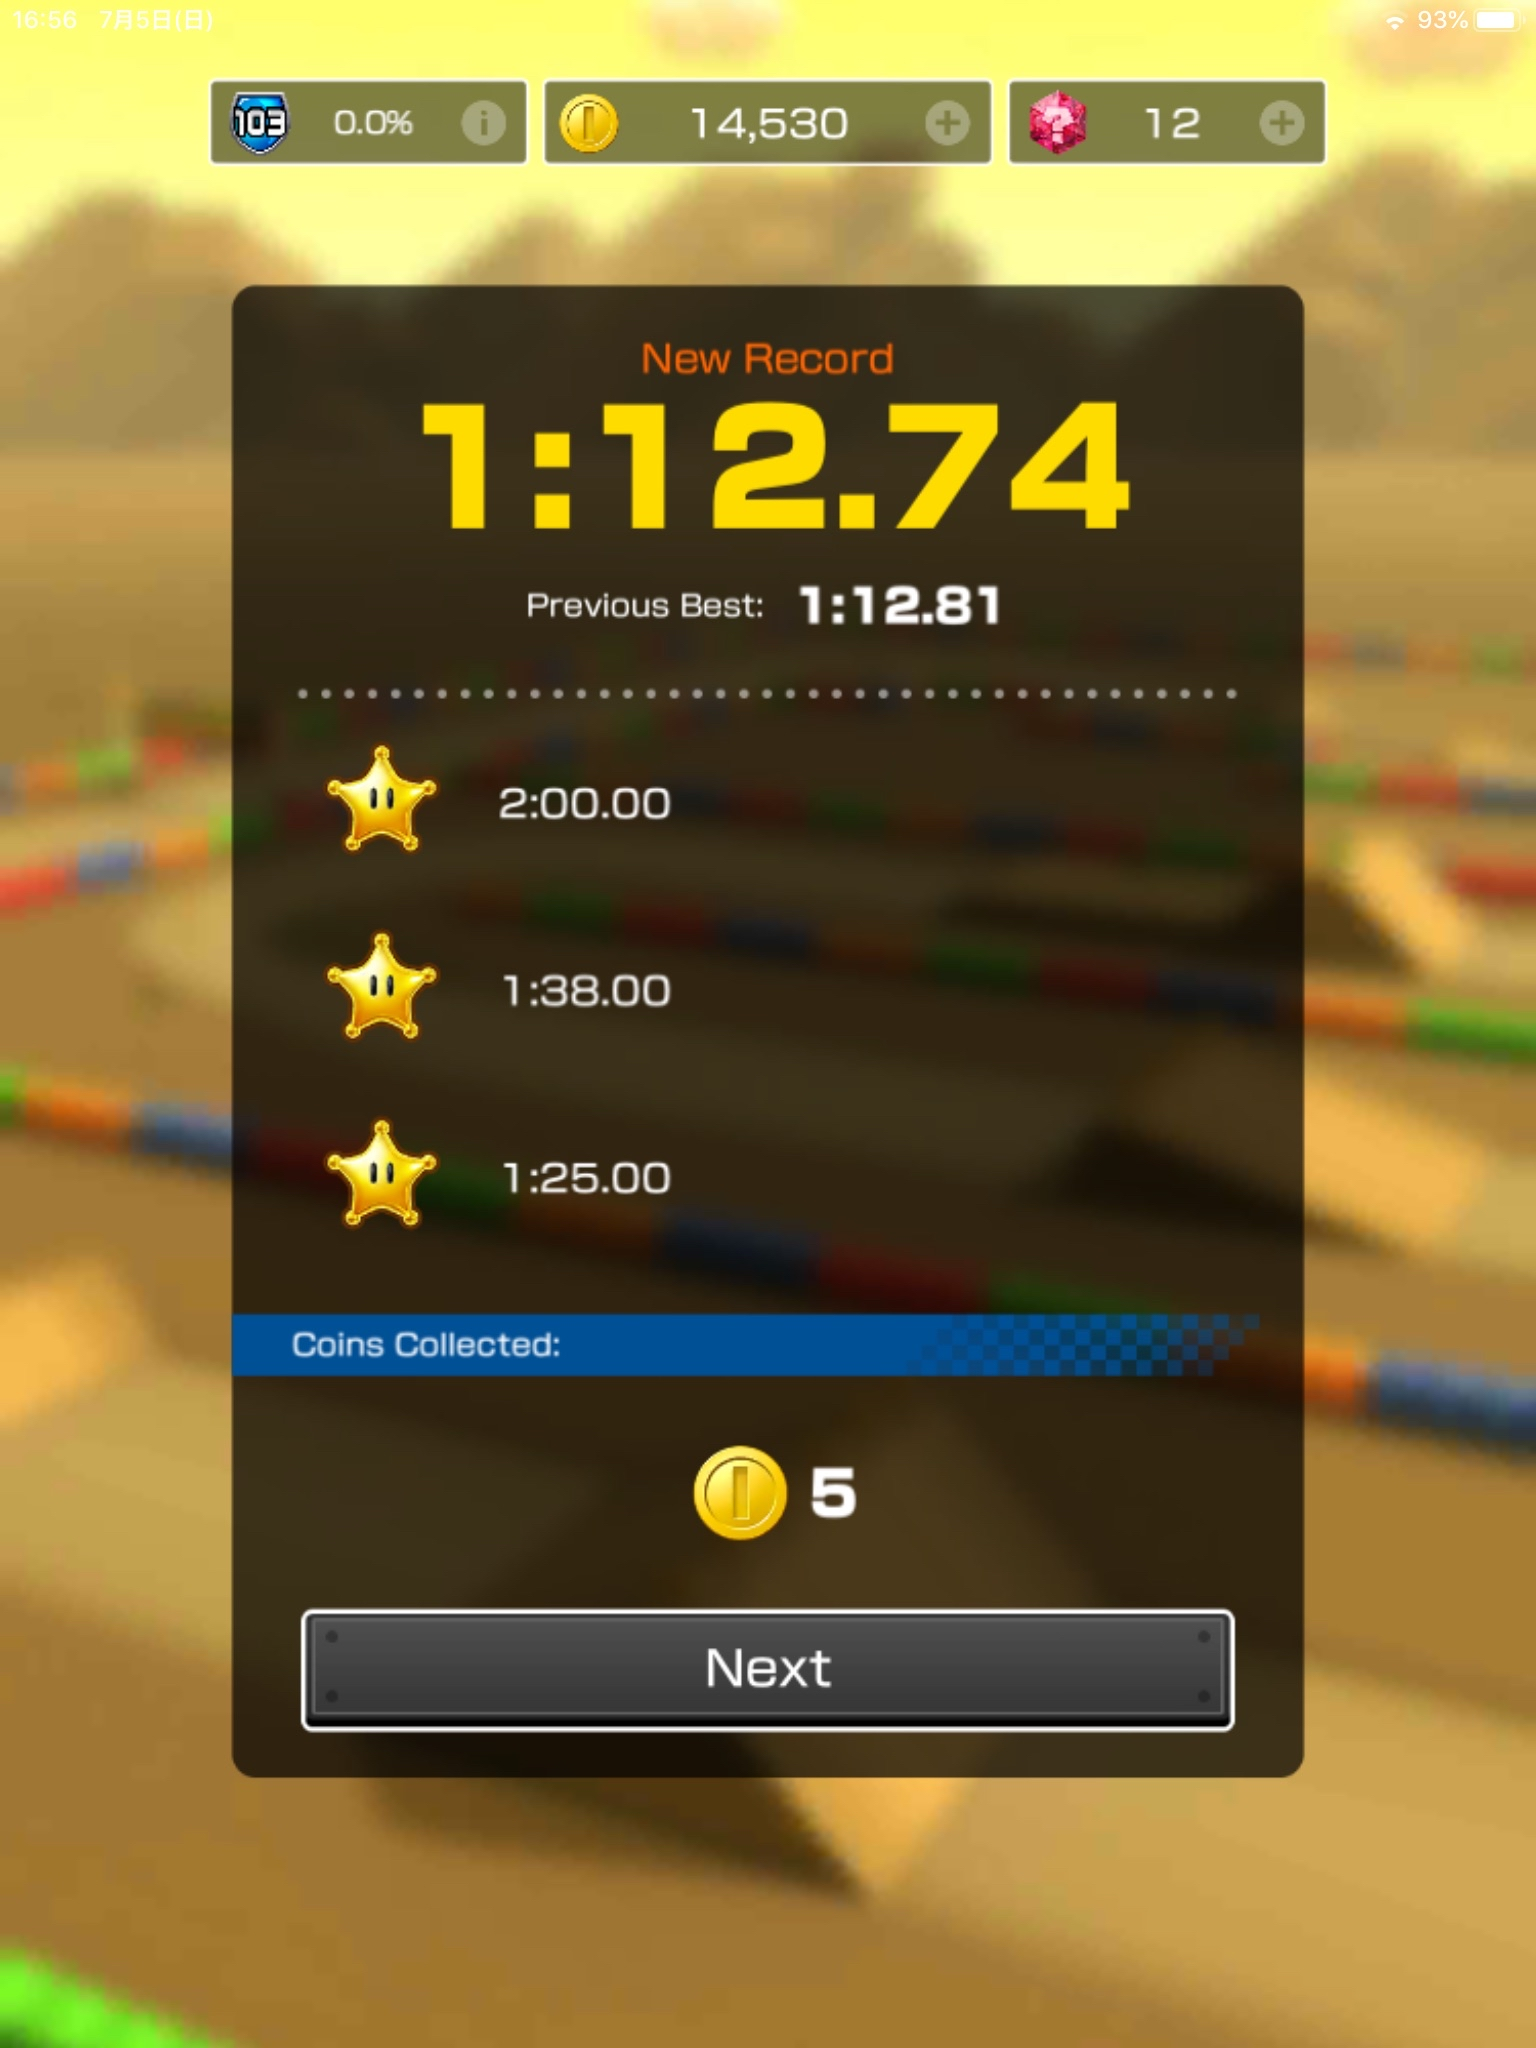 16:56 7月5日(日) 93%
103 0.0% i 14,530 + ? 12 +
New Record
1:12.74
Previous Best: 1:12.81
2:00.00
1:38.00
1:25.00
Coins Collected:
5
Next